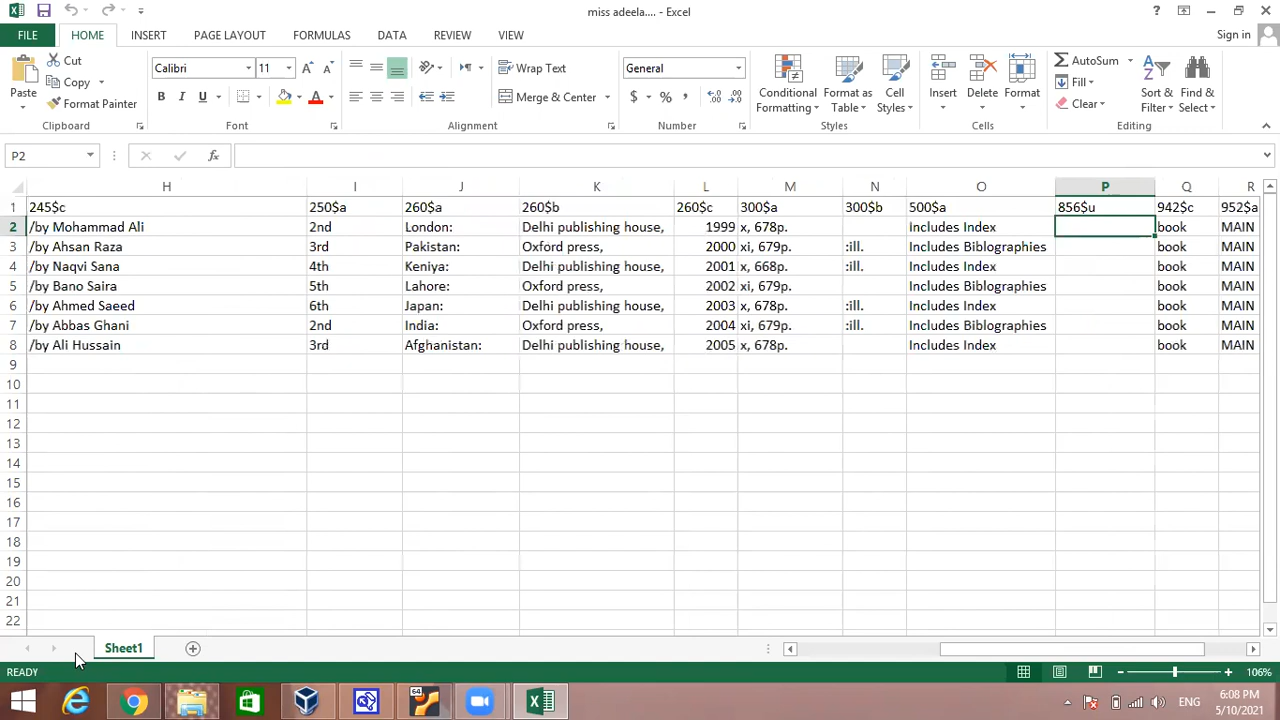 miss adeela.... - Excel
? Sign in
FILE HOME INSERT PAGE LAYOUT FORMULAS DATA REVIEW VIEW
Paste Cut Copy Format Painter Clipboard
Calibri 11 A A B I U A Font
Wrap Text Merge & Center Alignment
General $ % , .0 .00 Number
Conditional Formatting Format as Table Cell Styles Styles
Insert Delete Format Cells
AutoSum Fill Clear Sort & Filter Find & Select Editing
P2 fx
H I J K L M N O P Q R
1 245$c 250$a 260$a 260$b 260$c 300$a 300$b 500$a 856$u 942$c 952$a
2 /by Mohammad Ali 2nd London: Delhi publishing house, 1999 x, 678p. Includes Index book MAIN
3 /by Ahsan Raza 3rd Pakistan: Oxford press, 2000 xi, 679p. :ill. Includes Biblographies book MAIN
4 /by Naqvi Sana 4th Keniya: Delhi publishing house, 2001 x, 668p. :ill. Includes Index book MAIN
5 /by Bano Saira 5th Lahore: Oxford press, 2002 xi, 679p. Includes Biblographies book MAIN
6 /by Ahmed Saeed 6th Japan: Delhi publishing house, 2003 x, 678p. :ill. Includes Index book MAIN
7 /by Abbas Ghani 2nd India: Oxford press, 2004 xi, 679p. :ill. Includes Biblographies book MAIN
8 /by Ali Hussain 3rd Afghanistan: Delhi publishing house, 2005 x, 678p. Includes Index book MAIN
9
10
11
12
13
14
15
16
17
18
19
20
21
22
Sheet1
READY 106%
64 ENG 6:08 PM
5/10/2021